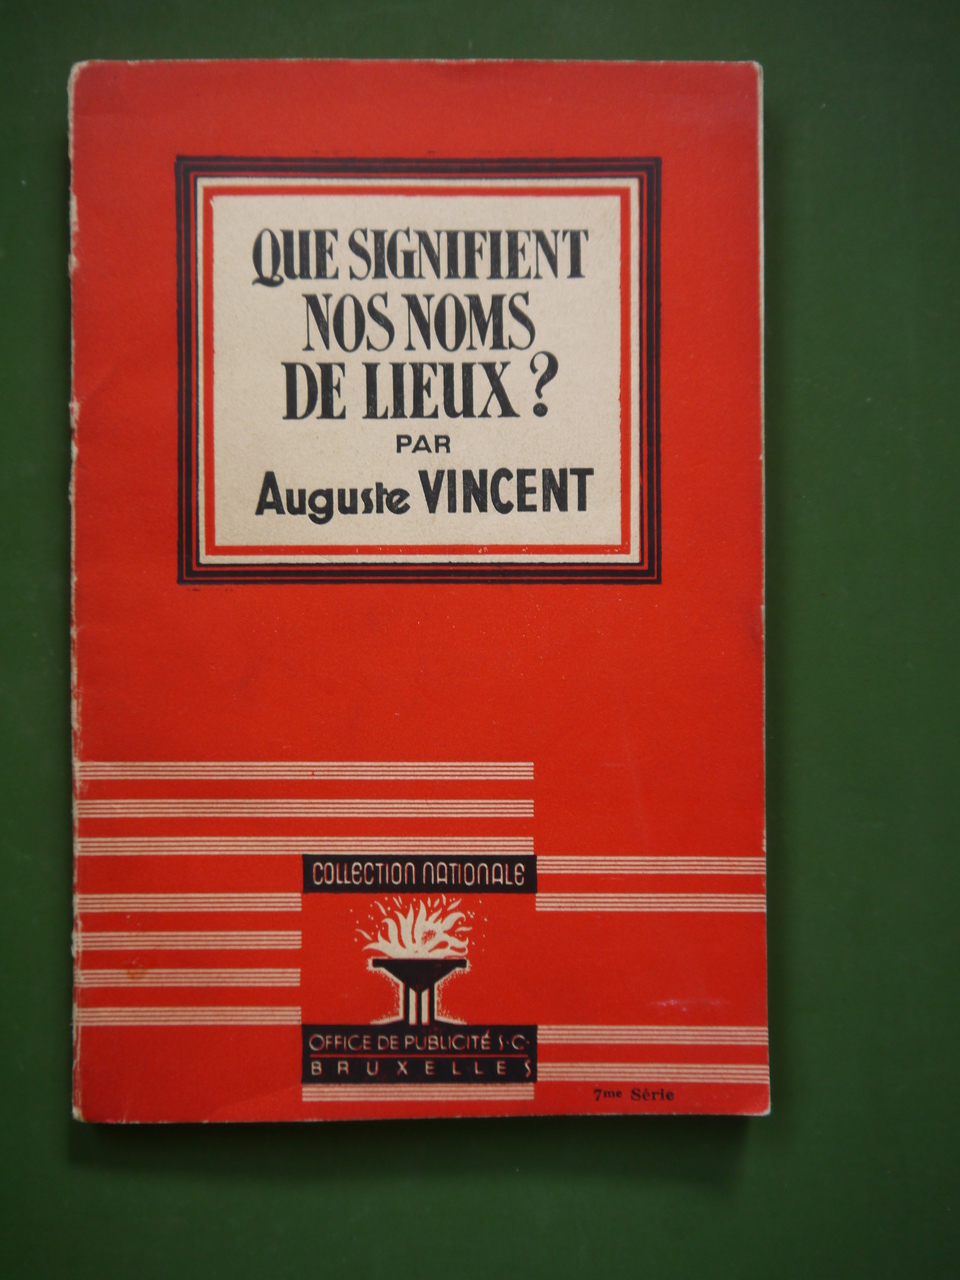 QUE SIGNIFIENT
NOS NOMS
DE LIEUX ?
PAR
Auguste VINCENT
COLLECTION NATIONALE
OFFICE DE PUBLICITÉ S.C.
BRUXELLES
7me Série